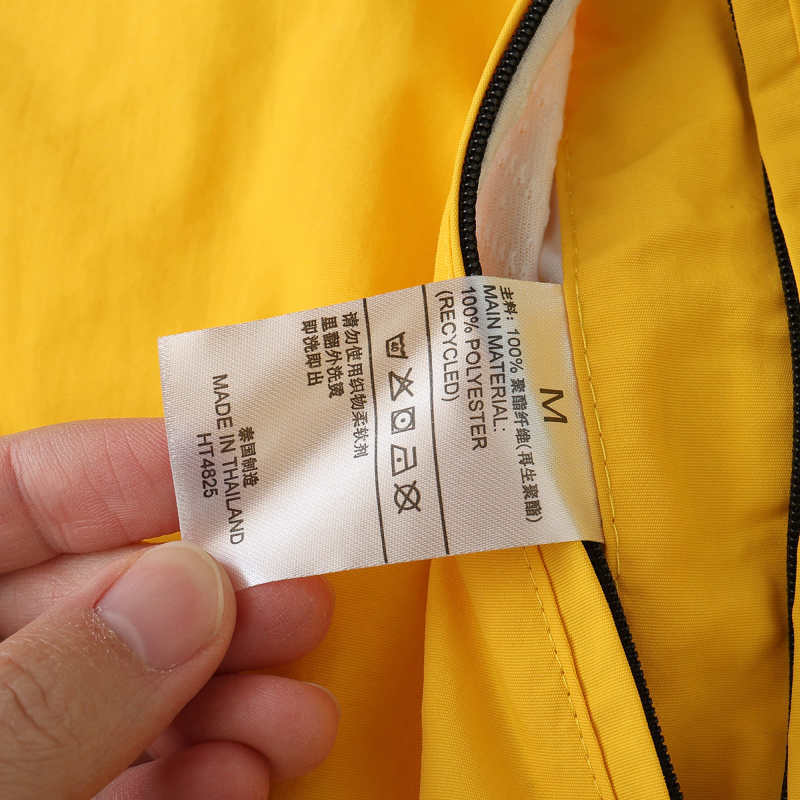 M
主料: 100% 聚酯纤维(再生聚酯)
MAIN MATERIAL:
100% POLYESTER
(RECYCLED)
40
请勿使用织物柔软剂
里翻外洗烫
即洗即出
泰国制造
MADE IN THAILAND
HT4825